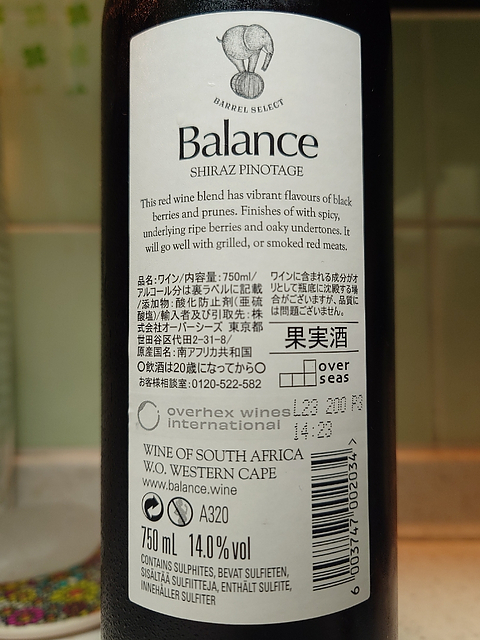 BARREL SELECT
Balance
SHIRAZ PINOTAGE
This red wine blend has vibrant flavours of black
berries and prunes. Finishes of with spicy,
underlying ripe berries and oaky undertones. It
will go well with grilled, or smoked red meats.
品名:ワイン/内容量:750ml/
アルコール分は裏ラベルに記載
/添加物:酸化防止剤(亜硫
酸塩)/輸入者及び引取先:株
式会社オーバーシーズ 東京都
世田谷区代田2-31-8/
原産国名:南アフリカ共和国
〇飲酒は20歳になってから〇
お客様相談室:0120-522-582
ワインに含まれる成分がオ
リとして瓶底に沈殿する場
合がございますが、品質に
は問題ございません。
果実酒
over
seas
overhex wines
international
L23 200 P3
14:23
WINE OF SOUTH AFRICA
W.O. WESTERN CAPE
www.balance.wine
A320
750 mL 14.0% vol
CONTAINS SULPHITES, BEVAT SULFIETEN,
SISÄLTÄÄ SULFIITTEJA, ENTHÄLT SULFITE,
INNEHÅLLER SULFITER
6 003747 002034 >